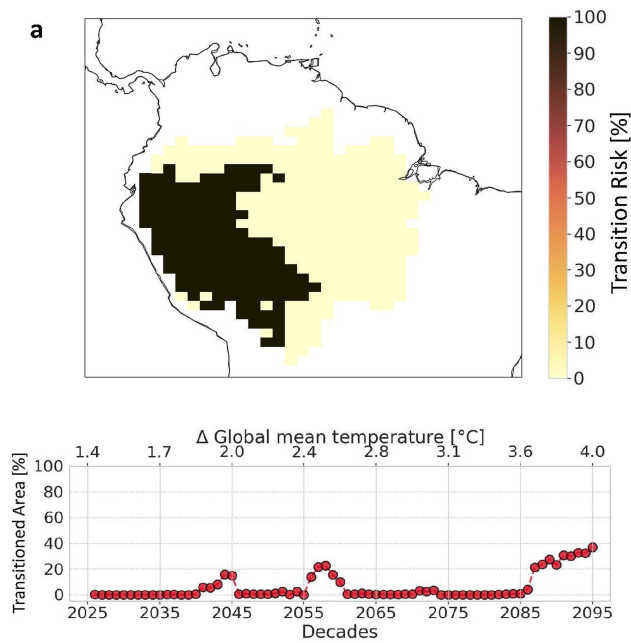 a
100
90
80
70
60
50
40
30
20
10
0
Transition Risk [%]
Δ Global mean temperature [°C]
1.4 1.7 2.0 2.4 2.8 3.1 3.6 4.0
Transitioned Area [%]
100
80
60
40
20
0
2025 2035 2045 2055 2065 2075 2085 2095
Decades